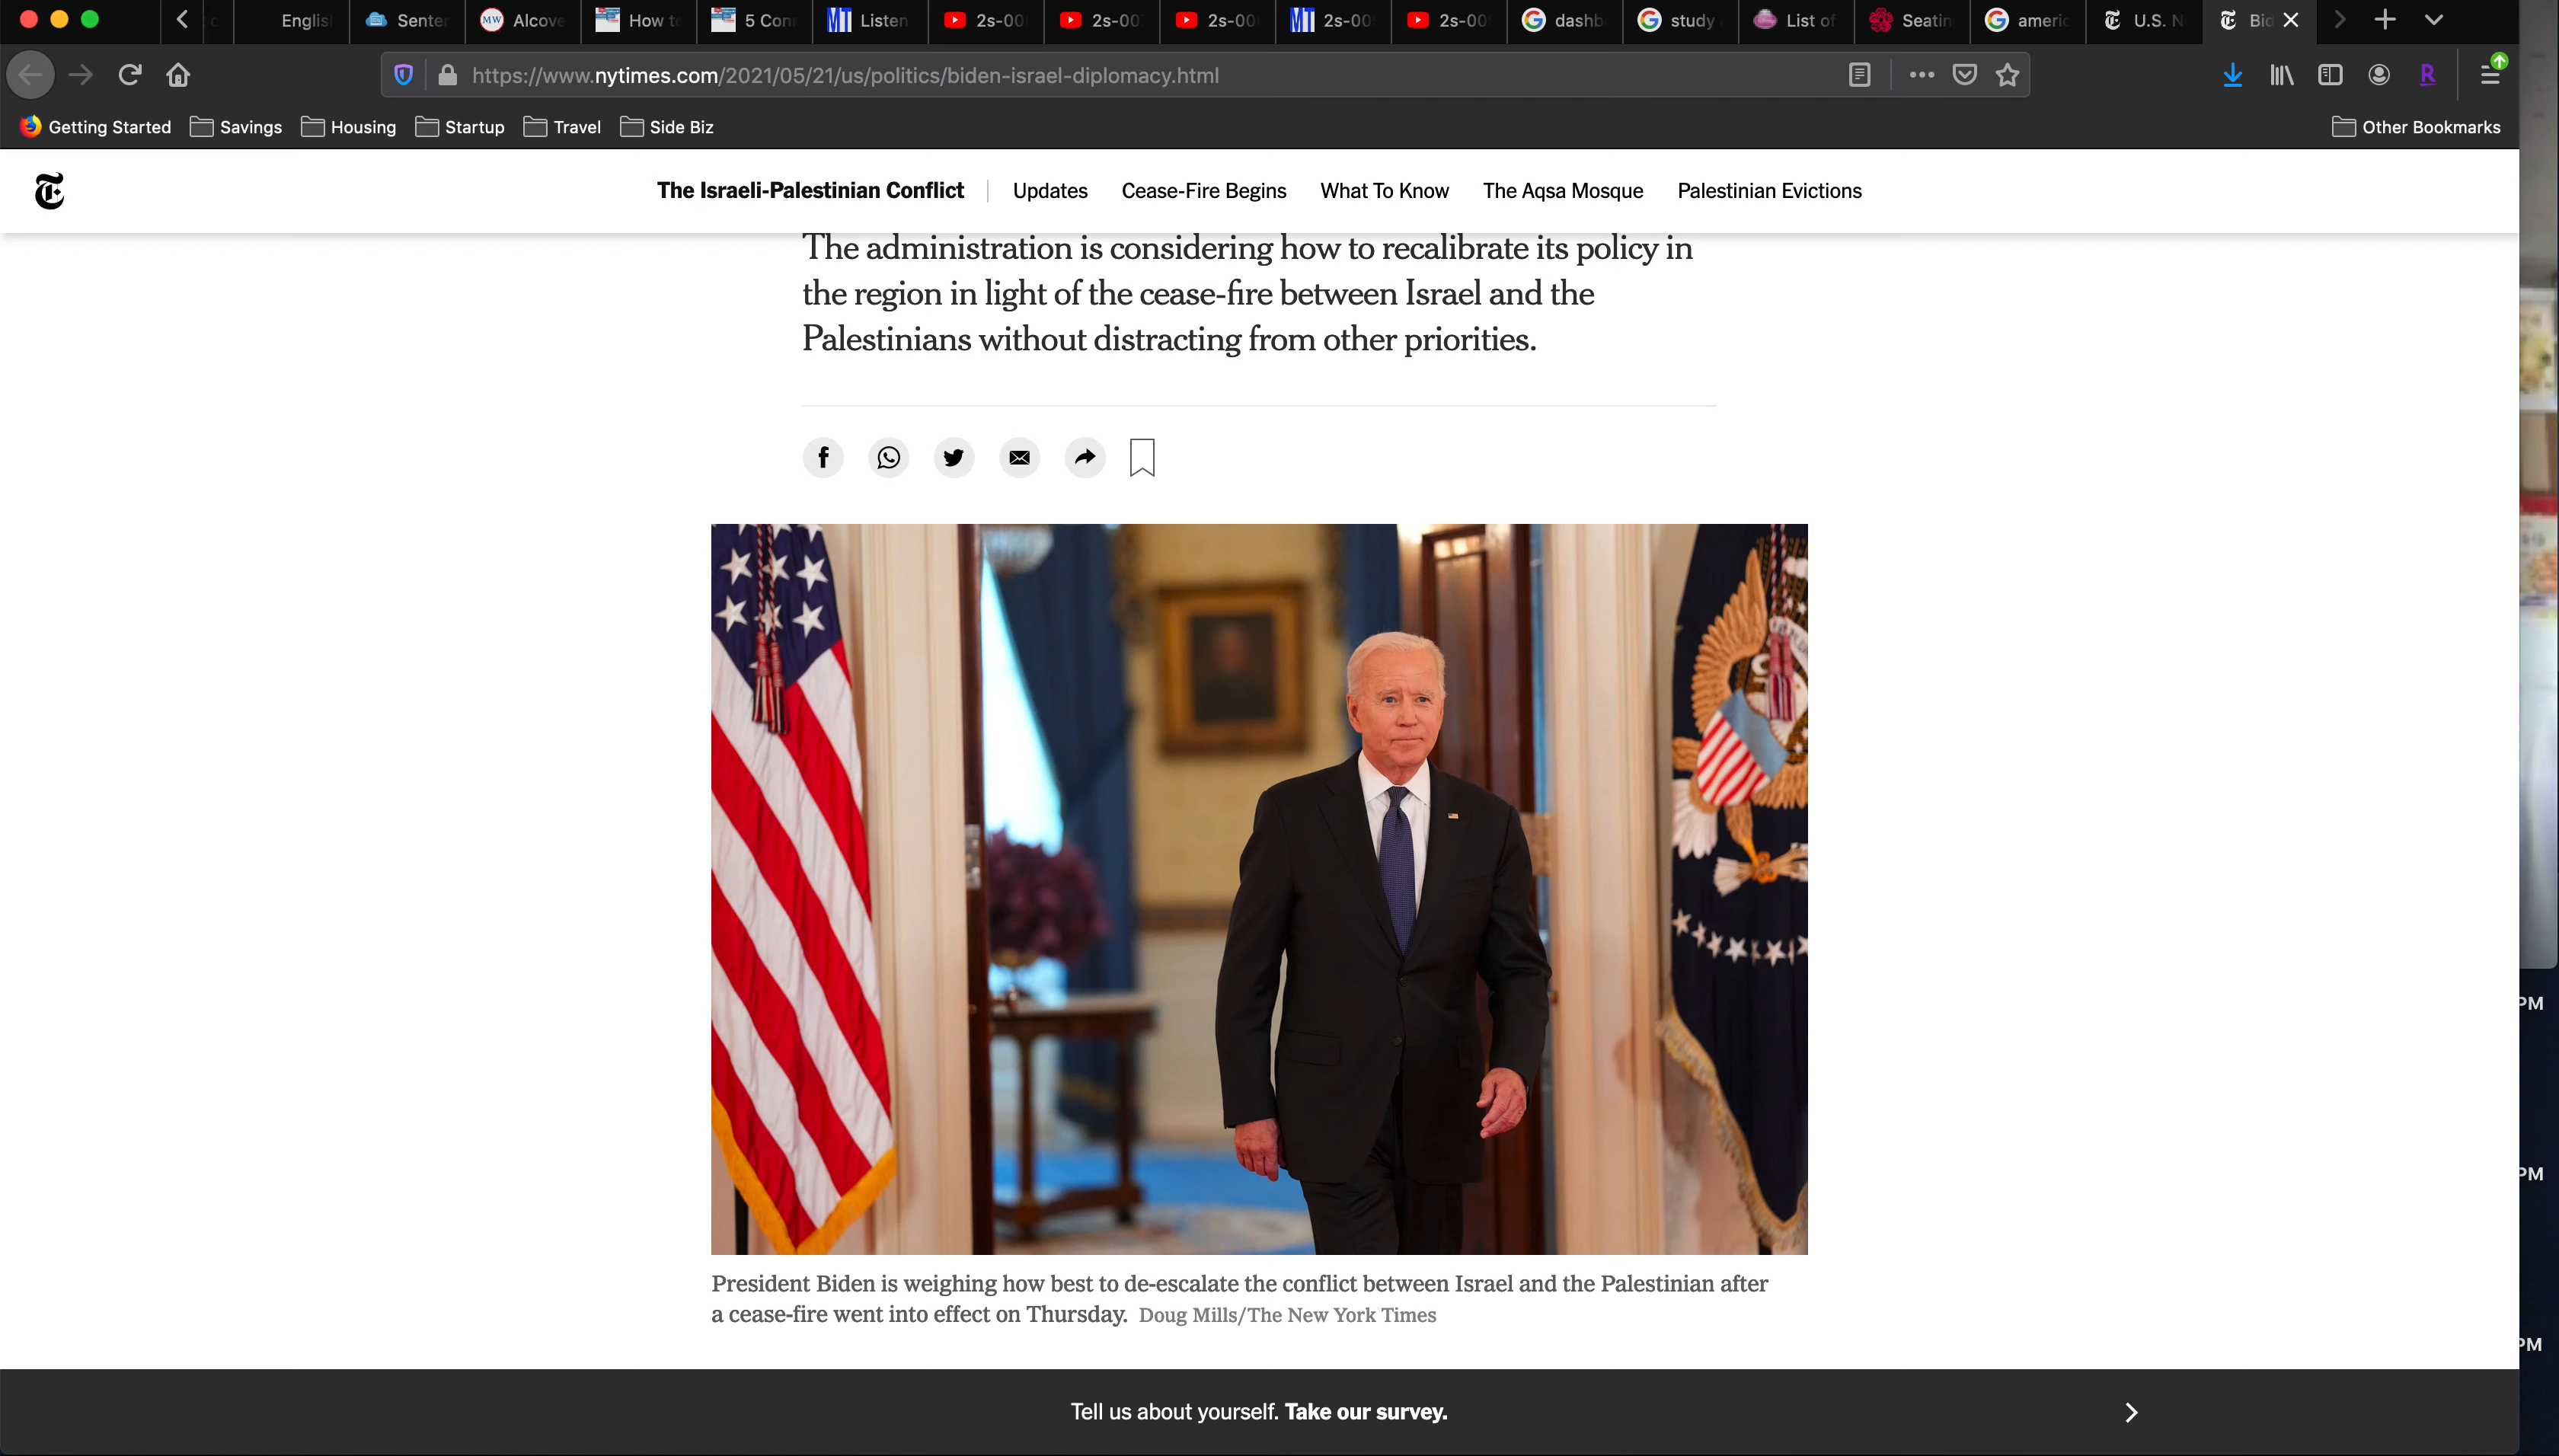 Englis
Senter
Alcove
How to
5 Con
Listen
2s-00
2s-00
2s-00
2s-00
2s-00
dashb
study
List of
Seatin
americ
U.S. N
Bid
https://www.nytimes.com/2021/05/21/us/politics/biden-israel-diplomacy.html
Getting Started
Savings
Housing
Startup
Travel
Side Biz
Other Bookmarks
The Israeli-Palestinian Conflict
Updates
Cease-Fire Begins
What To Know
The Aqsa Mosque
Palestinian Evictions
The administration is considering how to recalibrate its policy in
the region in light of the cease-fire between Israel and the
Palestinians without distracting from other priorities.
President Biden is weighing how best to de-escalate the conflict between Israel and the Palestinian after
a cease-fire went into effect on Thursday. Doug Mills/The New York Times
PM
PM
PM
Tell us about yourself. Take our survey.